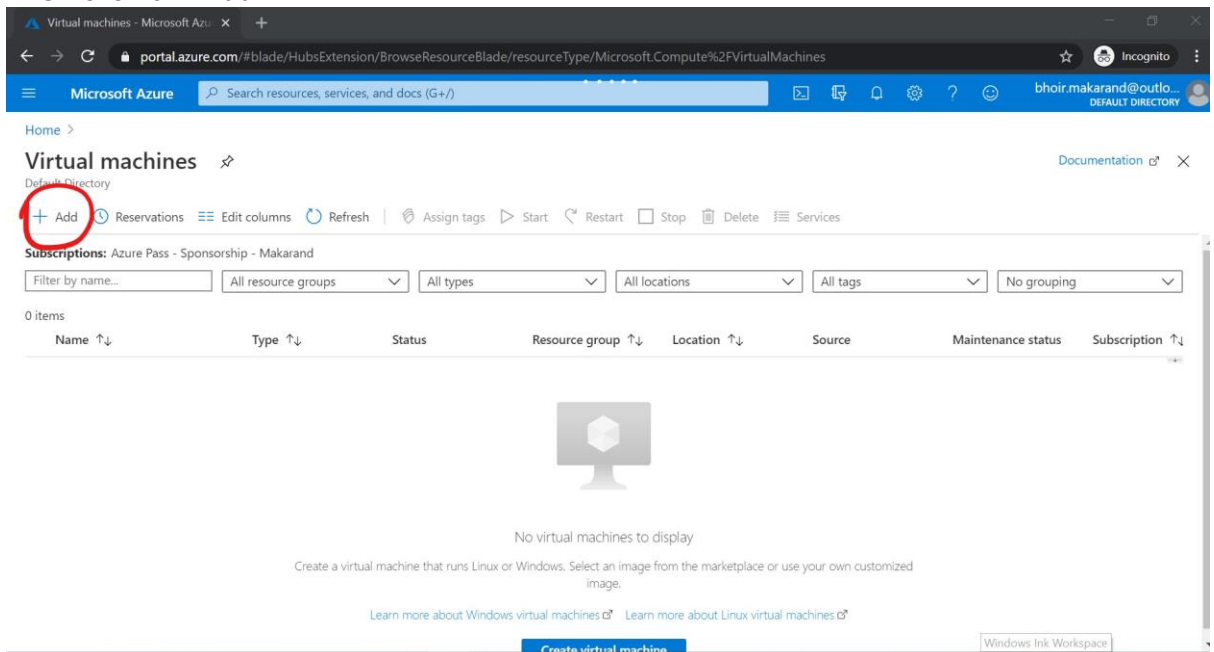 Virtual machines - Microsoft Azu
portal.azure.com/#blade/HubsExtension/BrowseResourceBlade/resourceType/Microsoft.Compute%2FVirtualMachines
Incognito
Microsoft Azure
Search resources, services, and docs (G+/)
bhoir.makarand@outlo...
DEFAULT DIRECTORY
Home >
Virtual machines
Documentation
Default Directory
+ Add Reservations Edit columns Refresh Assign tags Start Restart Stop Delete Services
Subscriptions: Azure Pass - Sponsorship - Makarand
Filter by name... All resource groups All types All locations All tags No grouping
0 items
Name ↑↓ Type ↑↓ Status Resource group ↑↓ Location ↑↓ Source Maintenance status Subscription ↑↓
No virtual machines to display
Create a virtual machine that runs Linux or Windows. Select an image from the marketplace or use your own customized
image.
Learn more about Windows virtual machines Learn more about Linux virtual machines
Create virtual machine
Windows Ink Workspace